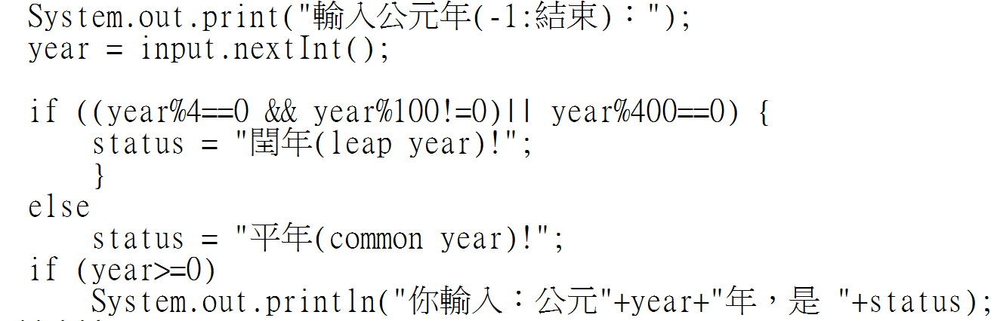 System.out.print("輸入公元年(-1:結束)：");
year = input.nextInt();
if ((year%4==0 && year%100!=0)|| year%400==0) {
status = "閏年(leap year)!";
}
else
status = "平年(common year)!";
if (year>=0)
System.out.println("你輸入：公元"+year+"年，是 "+status);